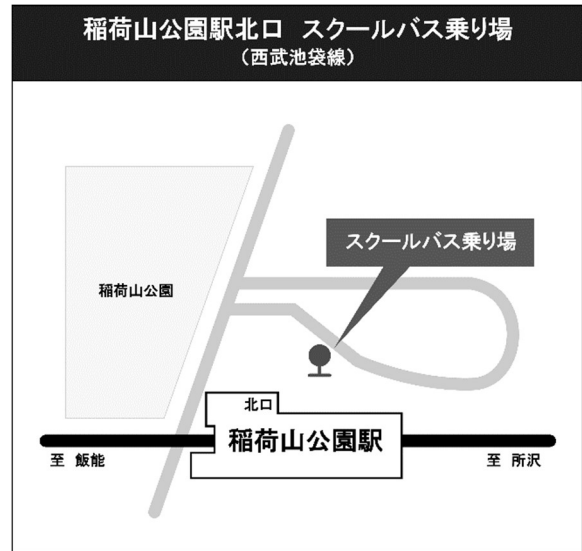 稲荷山公園駅北口 スクールバス乗り場
（西武池袋線）
スクールバス乗り場
稲荷山公園
北口
稲荷山公園駅
至 飯能
至 所沢